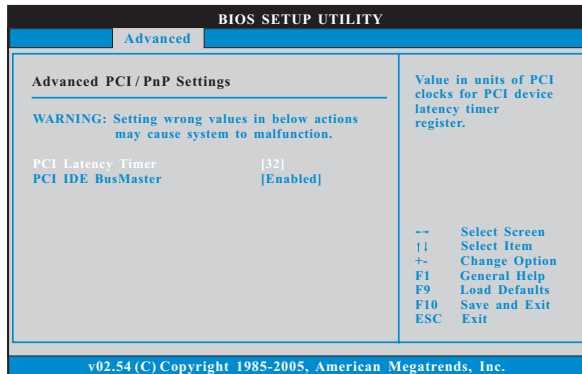 BIOS SETUP UTILITY
Advanced
Advanced PCI / PnP Settings
WARNING: Setting wrong values in below actions
may cause system to malfunction.
PCI Latency Timer [32]
PCI IDE BusMaster [Enabled]
Value in units of PCI
clocks for PCI device
latency timer
register.
←→ Select Screen
↑↓ Select Item
+- Change Option
F1 General Help
F9 Load Defaults
F10 Save and Exit
ESC Exit
v02.54 (C) Copyright 1985-2005, American Megatrends, Inc.